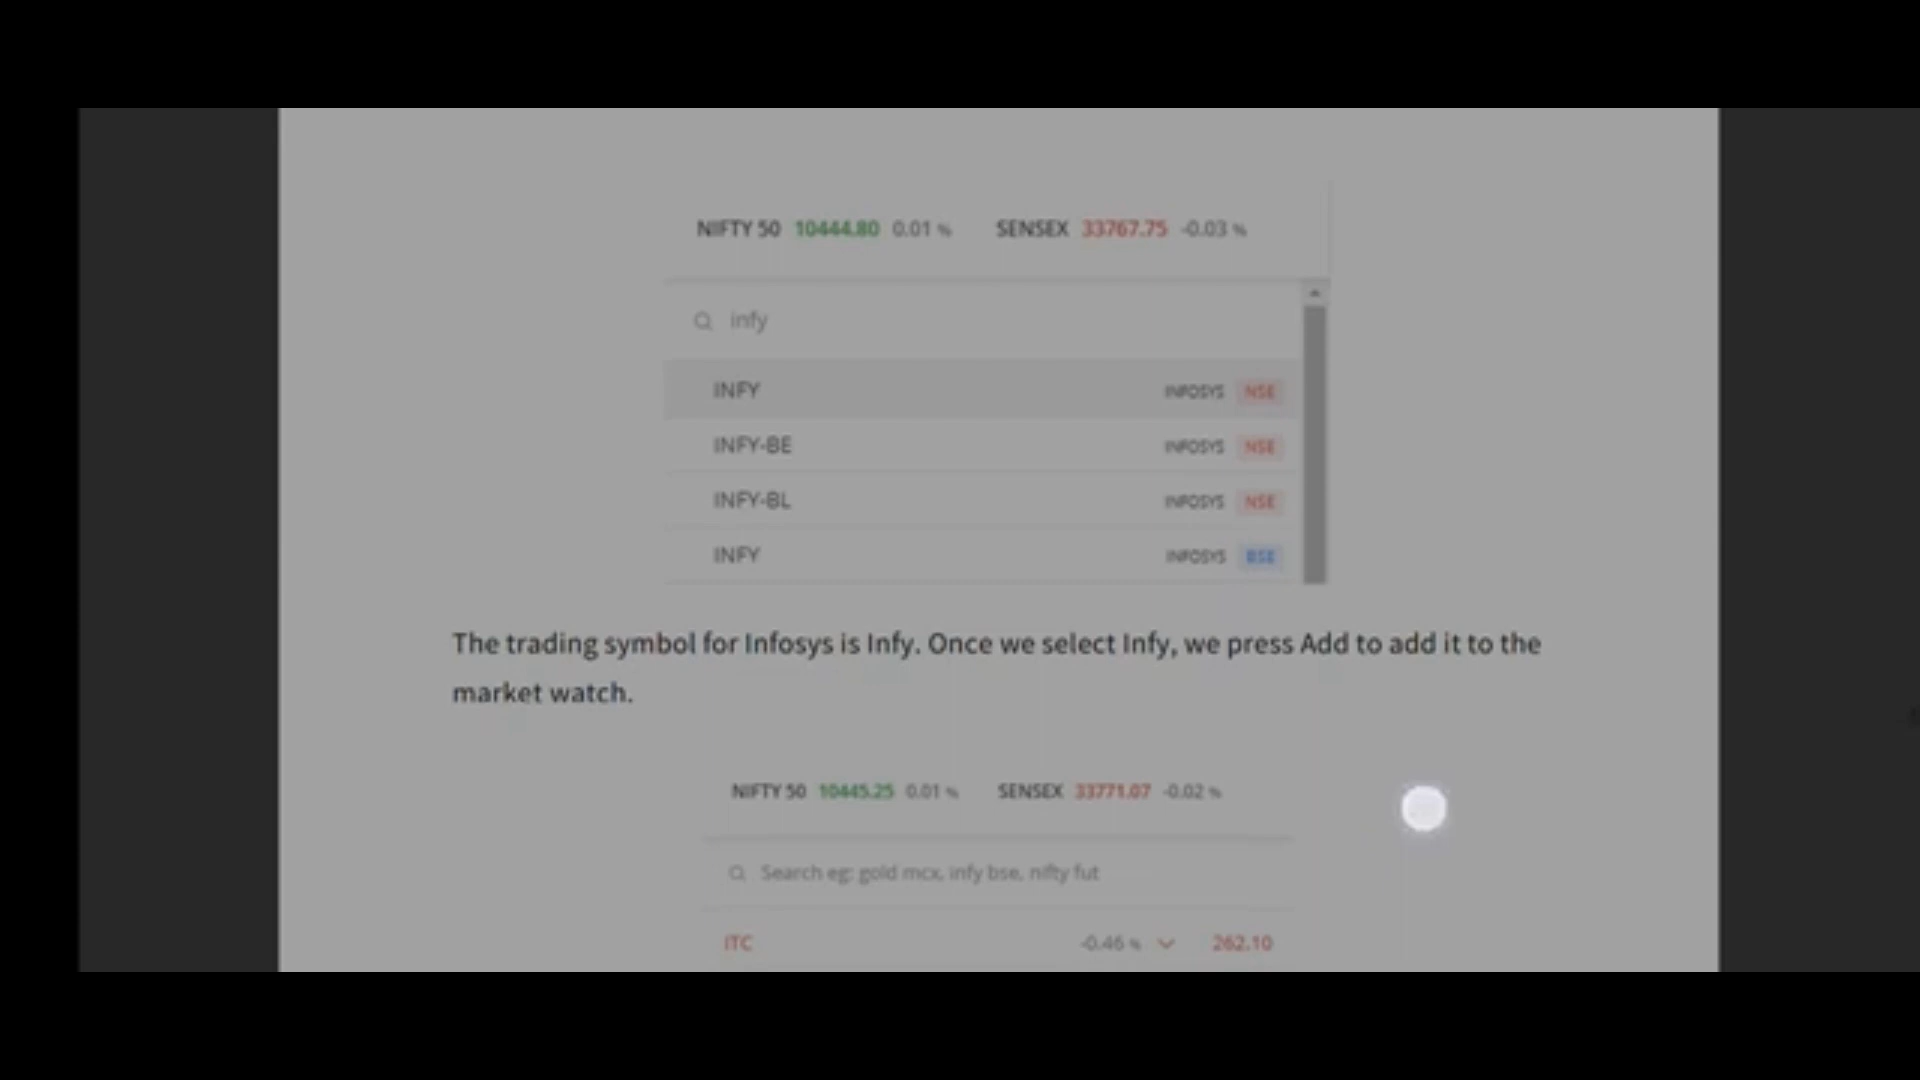 NIFTY 50 10444.80 0.01 % SENSEX 33767.75 -0.03 %
infy
INFY INFOSYS NSE
INFY-BE INFOSYS NSE
INFY-BL INFOSYS NSE
INFY INFOSYS BSE
The trading symbol for Infosys is Infy. Once we select Infy, we press Add to add it to the
market watch.
NIFTY 50 10445.25 0.01 % SENSEX 33771.07 -0.02 %
Search eg: gold mcx, infy bse, nifty fut
ITC -0.46 % 262.10